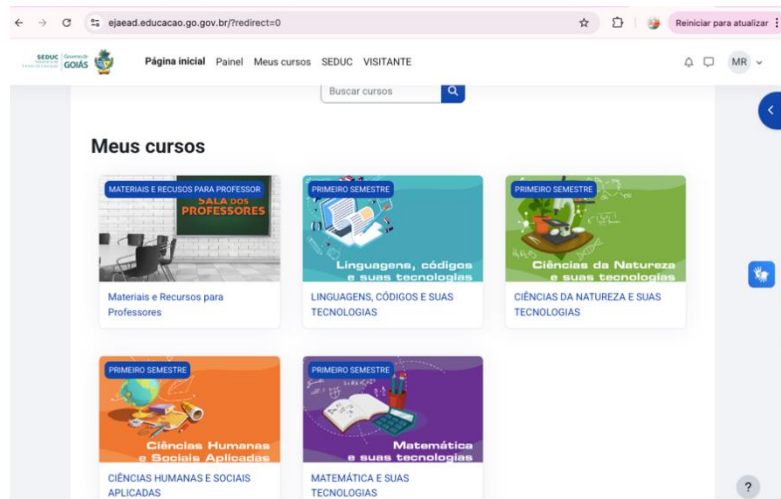 ejaead.educacao.go.gov.br/?redirect=0
Reiniciar para atualizar
SEDUC
GOIÁS
Página inicial Painel Meus cursos SEDUC VISITANTE
MR
Buscar cursos
Meus cursos
MATERIAIS E RECUSOS PARA PROFESSOR
SALA DOS
PROFESSORES
Materiais e Recursos para
Professores
PRIMEIRO SEMESTRE
Linguagens, códigos
e suas tecnologias
LINGUAGENS, CÓDIGOS E SUAS
TECNOLOGIAS
PRIMEIRO SEMESTRE
Ciências da Natureza
e suas tecnologias
CIÊNCIAS DA NATUREZA E SUAS
TECNOLOGIAS
PRIMEIRO SEMESTRE
Ciências Humanas
e Sociais Aplicadas
CIÊNCIAS HUMANAS E SOCIAIS
APLICADAS
PRIMEIRO SEMESTRE
Matemática
e suas tecnologias
MATEMÁTICA E SUAS
TECNOLOGIAS
?